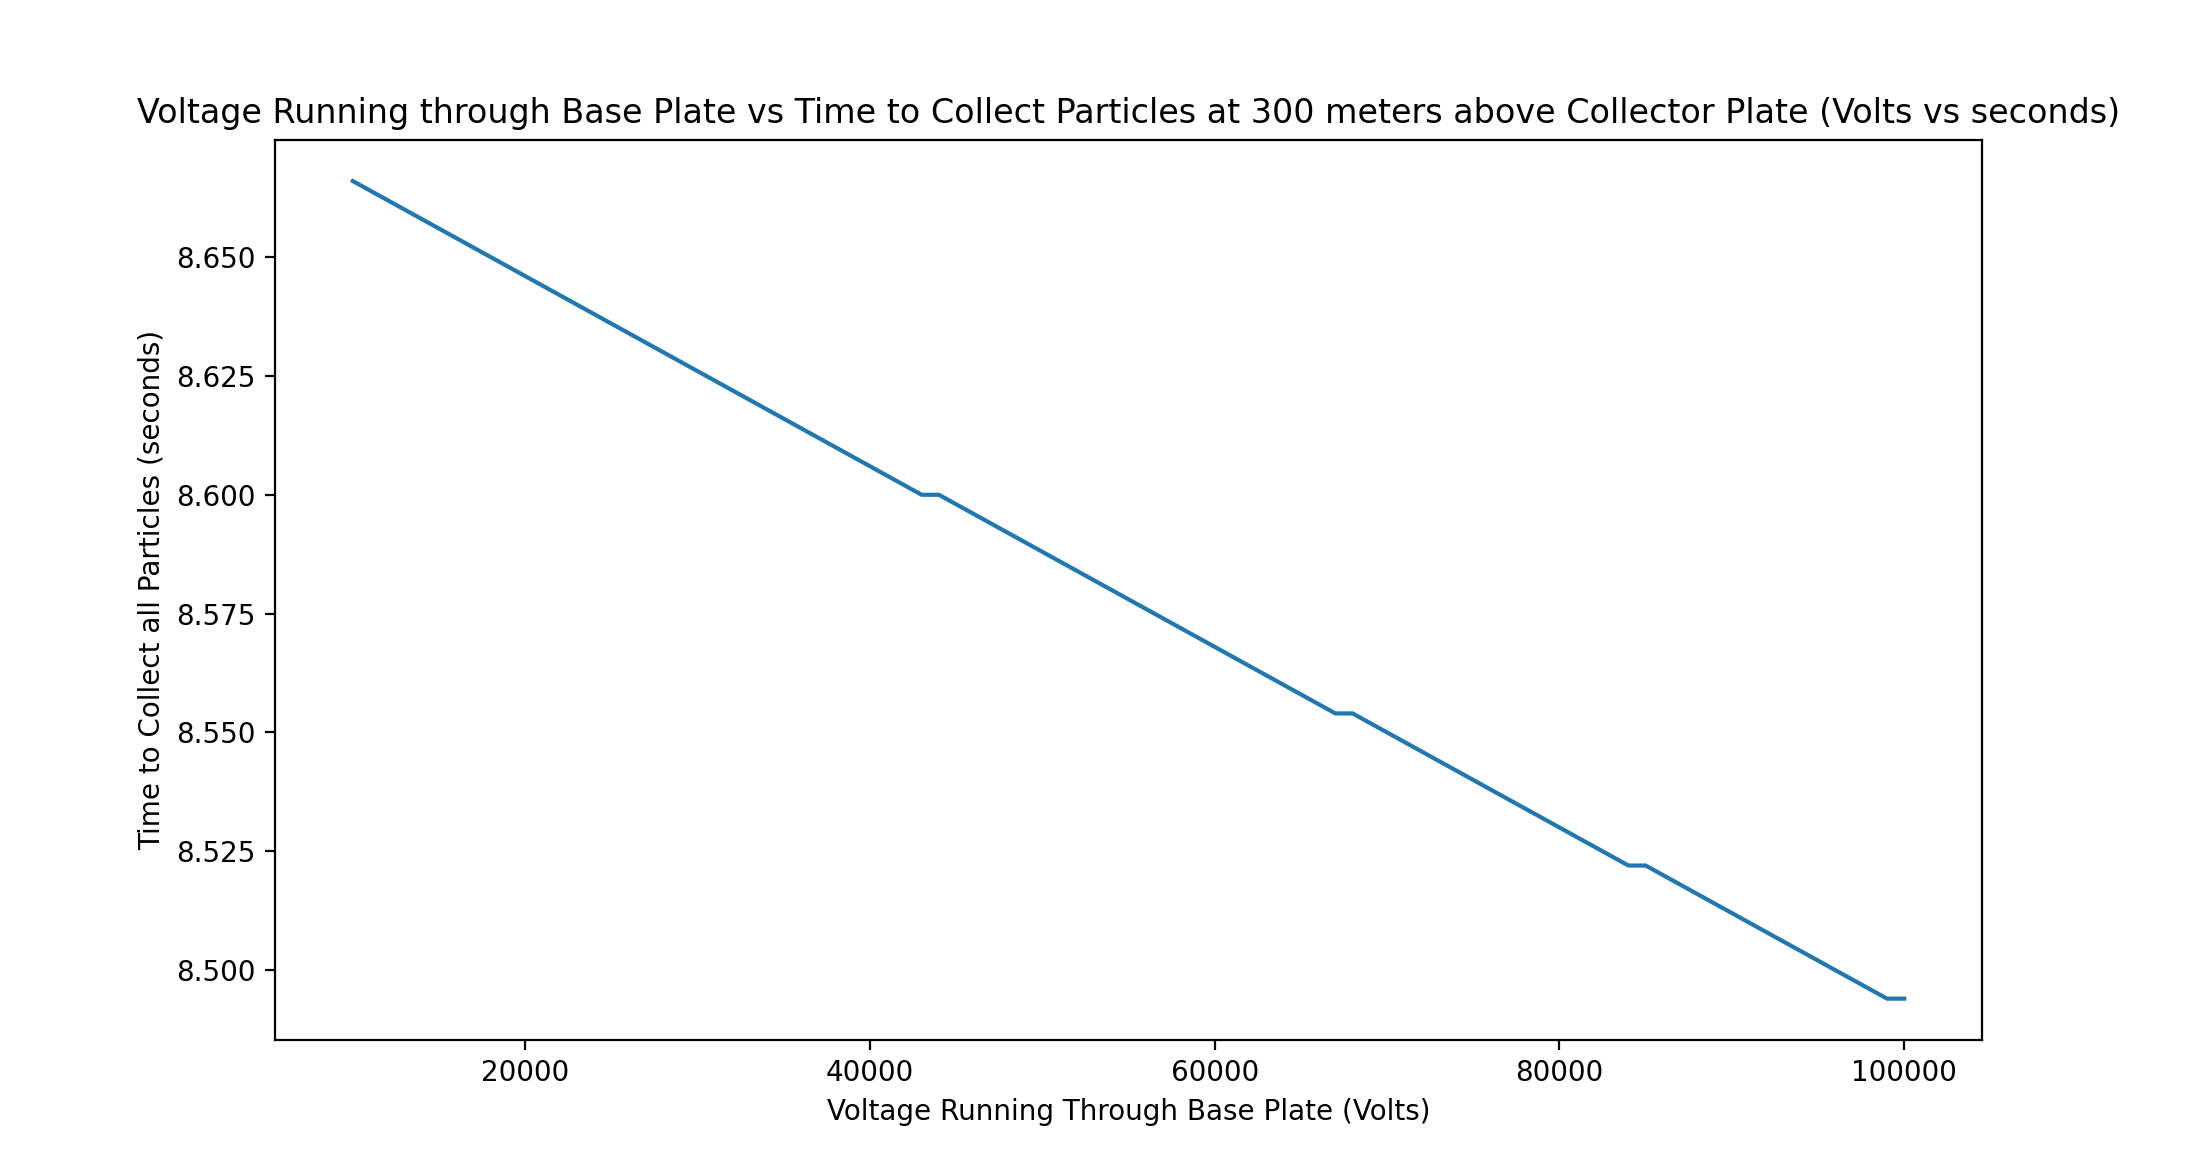 Voltage Running through Base Plate vs Time to Collect Particles at 300 meters above Collector Plate (Volts vs seconds)
Time to Collect all Particles (seconds)
8.650
8.625
8.600
8.575
8.550
8.525
8.500
20000 40000 60000 80000 100000
Voltage Running Through Base Plate (Volts)